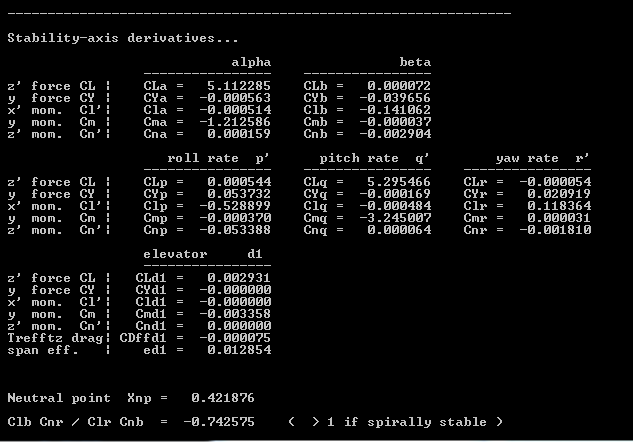 ---------------------------------------------------------------
Stability-axis derivatives...
                            alpha                beta
                 ----------------    ----------------
z' force CL ¦    CLa =   5.112285    CLb =   0.000072
y  force CY ¦    CYa =  -0.000563    CYb =  -0.039656
x' mom.  Cl'¦    Cla =  -0.000514    Clb =  -0.141062
y  mom.  Cm ¦    Cma =  -1.212586    Cmb =  -0.000037
z' mom.  Cn'¦    Cna =   0.000159    Cnb =  -0.002904
                    roll rate  p'      pitch rate  q'        yaw rate  r'
                 ----------------    ----------------    ----------------
z' force CL ¦    CLp =   0.000544    CLq =   5.295466    CLr =  -0.000054
y  force CY ¦    CYp =   0.053732    CYq =  -0.000169    CYr =   0.020919
x' mom.  Cl'¦    Clp =  -0.528899    Clq =  -0.000484    Clr =   0.118364
y  mom.  Cm ¦    Cmp =  -0.000370    Cmq =  -3.245007    Cmr =   0.000031
z' mom.  Cn'¦    Cnp =  -0.053388    Cnq =   0.000064    Cnr =  -0.001810
                 elevator     d1
                 ----------------
z' force CL ¦   CLd1 =   0.002931
y  force CY ¦   CYd1 =  -0.000000
x' mom.  Cl'¦   Cld1 =  -0.000000
y  mom.  Cm ¦   Cmd1 =  -0.003358
z' mom.  Cn'¦   Cnd1 =   0.000000
Trefftz drag¦ CDffd1 =  -0.000075
span eff.   ¦    ed1 =   0.012854
Neutral point  Xnp =   0.421876
Clb Cnr / Clr Cnb  =  -0.742575    (  > 1 if spirally stable )